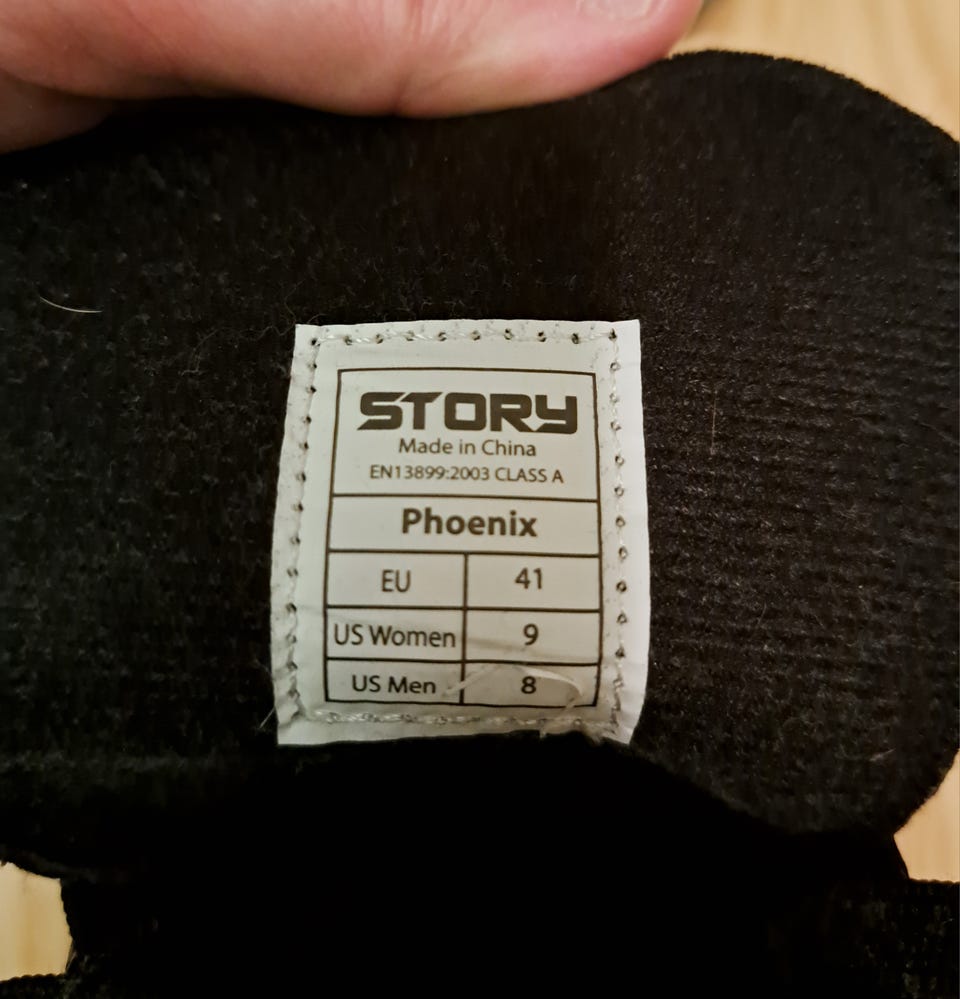 STORY
Made in China
EN13899:2003 CLASS A
Phoenix
EU 41
US Women 9
US Men 8